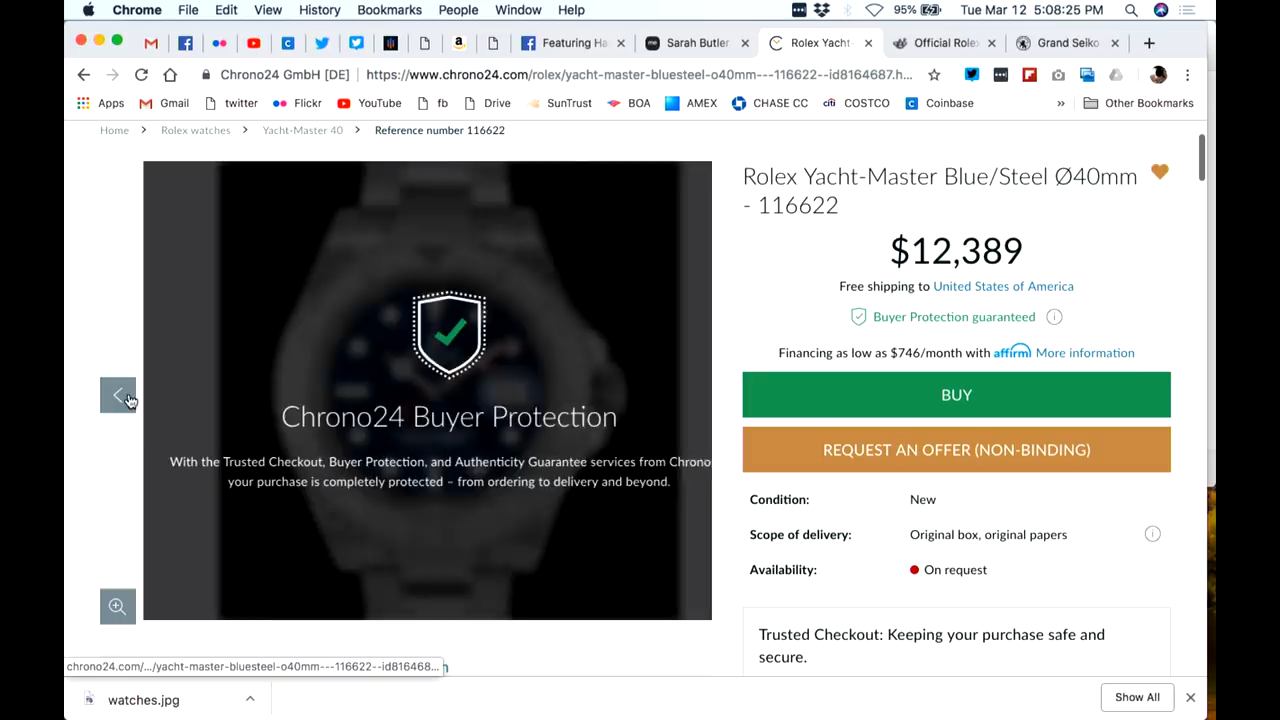 Chrome File Edit View History Bookmarks People Window Help 95% Tue Mar 12 5:08:25 PM
Featuring Ha × Sarah Butler × Rolex Yacht- × Official Role × Grand Seiko × +
Chrono24 GmbH [DE] https://www.chrono24.com/rolex/yacht-master-bluesteel-o40mm---116622--id8164687.h...
Apps Gmail twitter Flickr YouTube fb Drive SunTrust BOA AMEX CHASE CC COSTCO Coinbase » Other Bookmarks
Home > Rolex watches > Yacht-Master 40 > Reference number 116622
Rolex Yacht-Master Blue/Steel Ø40mm
- 116622
$12,389
Free shipping to United States of America
Buyer Protection guaranteed
Financing as low as $746/month with affirm More information
BUY
REQUEST AN OFFER (NON-BINDING)
Condition: New
Scope of delivery: Original box, original papers
Availability: On request
Trusted Checkout: Keeping your purchase safe and
secure.
Chrono24 Buyer Protection
With the Trusted Checkout, Buyer Protection, and Authenticity Guarantee services from Chrono
your purchase is completely protected – from ordering to delivery and beyond.
chrono24.com/.../yacht-master-bluesteel-o40mm---116622--id816468...
watches.jpg
Show All